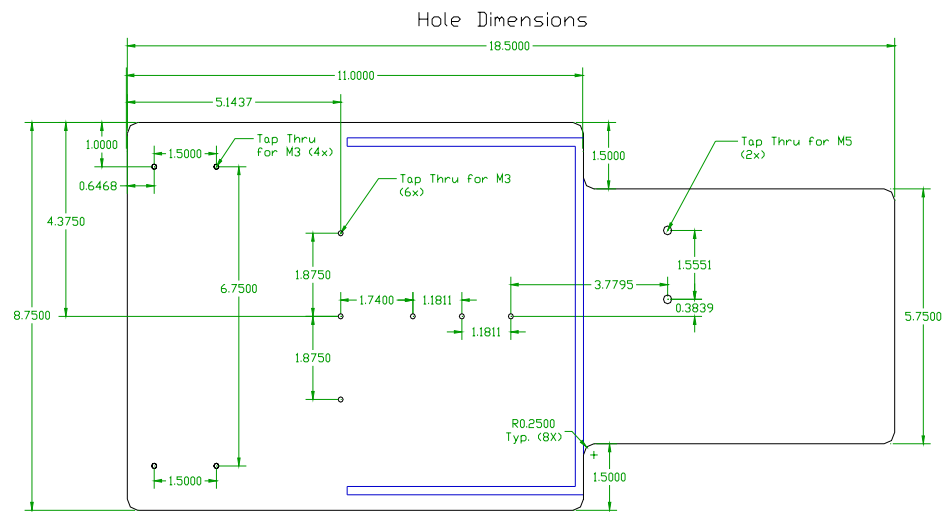 Hole Dimensions
18.5000
11.0000
5.1437
1.0000
1.5000
Tap Thru
for M3 (4x)
1.5000
Tap Thru for M5
(2x)
0.6468
Tap Thru for M3
(6x)
4.3750
1.8750
6.7500
1.5551
3.7795
1.7400
1.1811
0.3839
8.7500
5.7500
1.1811
1.8750
R0.2500
Typ. (8X)
1.5000
1.5000